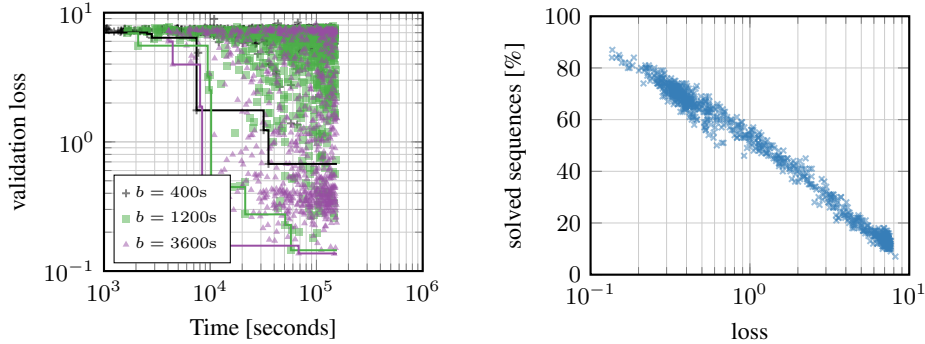 10^1
10^0
10^−1
validation loss
b = 400s
b = 1200s
b = 3600s
10^3
10^4
10^5
10^6
Time [seconds]
100
80
60
40
20
0
solved sequences [%]
10^−1
10^0
10^1
loss